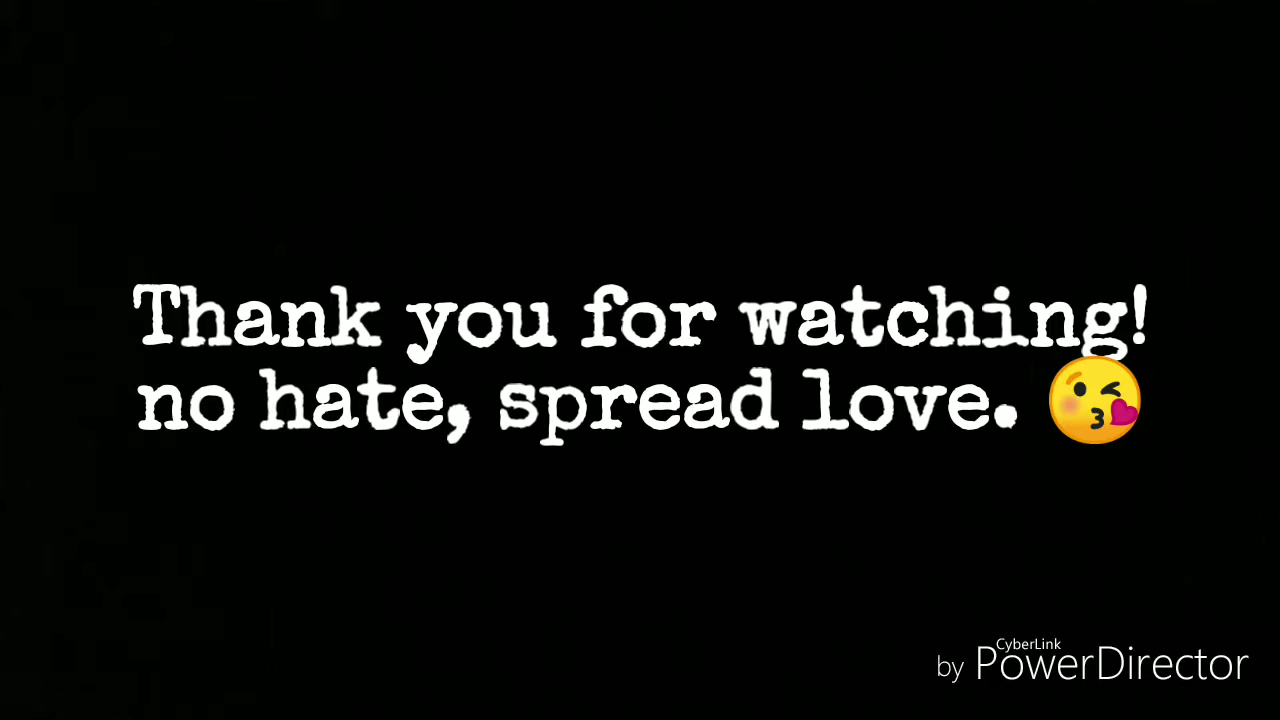 Thank you for watching!
no hate, spread love. 😘
CyberLink
by PowerDirector